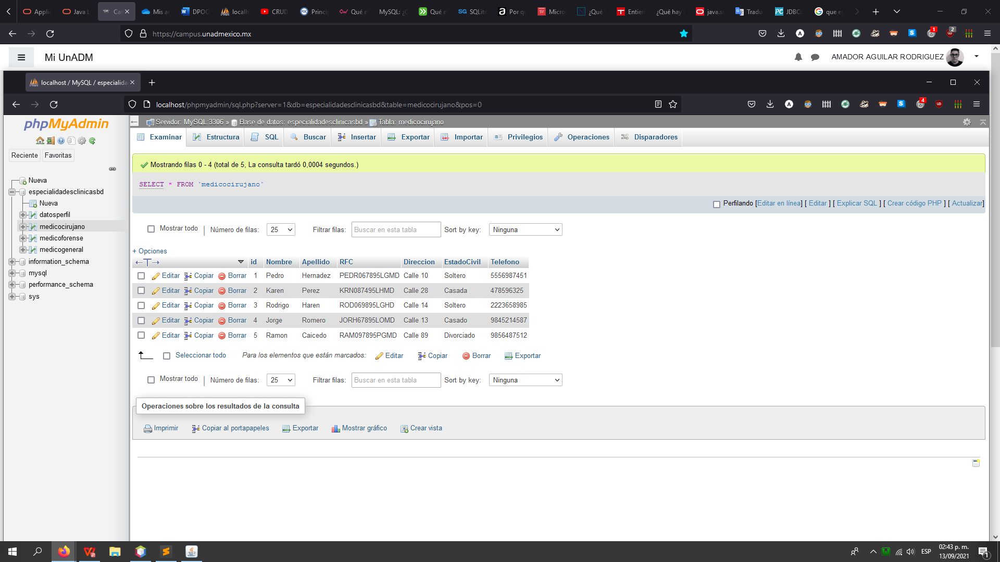 Applic
Java L
Car
Mis ar
DPOO
localh
CRUD
Princi
Qué e
MySQL: ¿
Qué e
SQLite
Por qu
Micro
¿Qué
Entien
¿Qué hay
java.s
Tradu
JDBC
que es
https://campus.unadmexico.mx
1
2
Mi UnADM
AMADOR AGUILAR RODRIGUEZ
localhost / MySQL / especialida
localhost/phpmyadmin/sql.php?server=1&db=especialidadesclinicasbd&table=medicocirujano&pos=0
4
phpMyAdmin
Reciente Favoritas
Nueva
especialidadesclinicasbd
Nueva
datosperfil
medicocirujano
medicoforense
medicogeneral
information_schema
mysql
performance_schema
sys
Servidor: MySQL:3306 » Base de datos: especialidadesclinicasbd » Tabla: medicocirujano
Examinar Estructura SQL Buscar Insertar Exportar Importar Privilegios Operaciones Disparadores
Mostrando filas 0 - 4 (total de 5, La consulta tardó 0,0004 segundos.)
SELECT * FROM `medicocirujano`
Perfilando [Editar en línea] [ Editar ] [ Explicar SQL ] [ Crear código PHP ] [ Actualizar]
Mostrar todo | Número de filas: 25 Filtrar filas: Buscar en esta tabla Sort by key: Ninguna
+ Opciones
←T→ id Nombre Apellido RFC Direccion EstadoCivil Telefono
Editar Copiar Borrar 1 Pedro Hernadez PEDR067895LGMD Calle 10 Soltero 5556987451
Editar Copiar Borrar 2 Karen Perez KRN087495LHMD Calle 28 Casada 478596325
Editar Copiar Borrar 3 Rodrigo Haren ROD069895LGHD Calle 14 Soltero 2223658985
Editar Copiar Borrar 4 Jorge Romero JORH67895LOMD Calle 13 Casado 9845214587
Editar Copiar Borrar 5 Ramon Caicedo RAM097895PGMD Calle 89 Divorciado 9856487512
Seleccionar todo Para los elementos que están marcados: Editar Copiar Borrar Exportar
Mostrar todo | Número de filas: 25 Filtrar filas: Buscar en esta tabla Sort by key: Ninguna
Operaciones sobre los resultados de la consulta
Imprimir Copiar al portapapeles Exportar Mostrar gráfico Crear vista
ESP
02:43 p. m.
13/09/2021
1